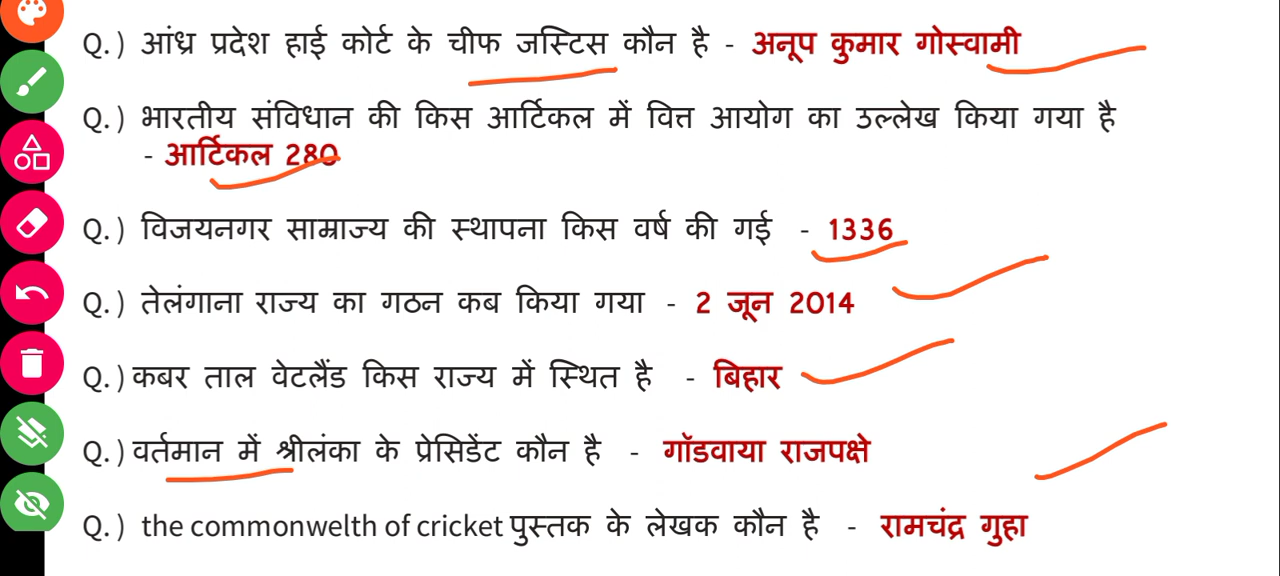 Q.) आंध्र प्रदेश हाई कोर्ट के चीफ जस्टिस कौन है - अनूप कुमार गोस्वामी
Q.) भारतीय संविधान की किस आर्टिकल में वित्त आयोग का उल्लेख किया गया है
- आर्टिकल 280
Q.) विजयनगर साम्राज्य की स्थापना किस वर्ष की गई - 1336
Q.) तेलंगाना राज्य का गठन कब किया गया - 2 जून 2014
Q.) कबर ताल वेटलैंड किस राज्य में स्थित है - बिहार
Q.) वर्तमान में श्रीलंका के प्रेसिडेंट कौन है - गॉडवाया राजपक्षे
Q.) the commonwelth of cricket पुस्तक के लेखक कौन है - रामचंद्र गुहा